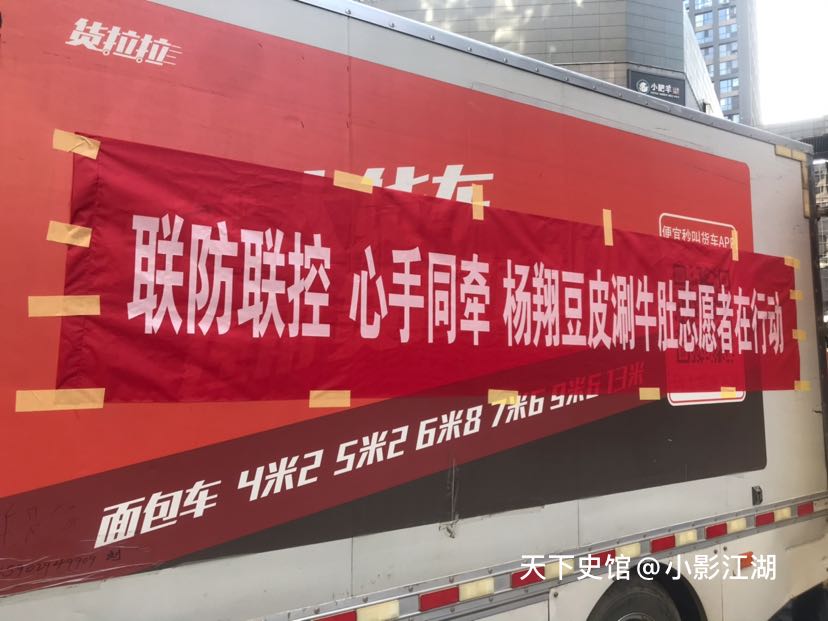 货拉拉
小肥羊
货车
便宜秒叫货车APP
联防联控 心手同牵 杨翔豆皮涮牛肚志愿者在行动
面包车 4米2 5米2 6米8 7米6 9米6 13米
天下史馆@小影江湖